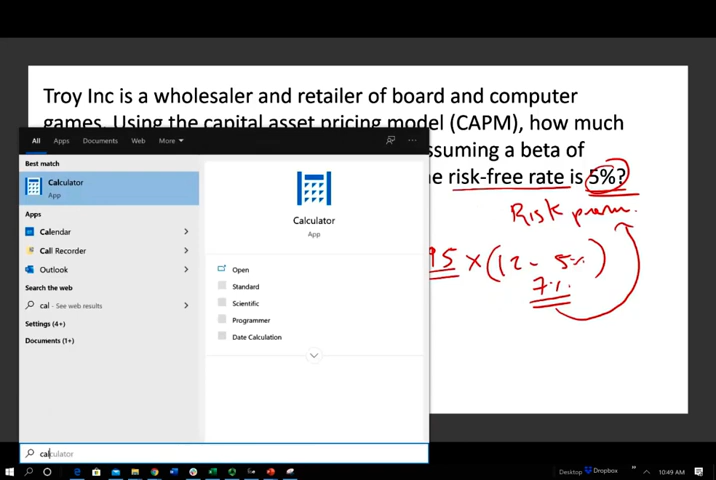 Troy Inc is a wholesaler and retailer of board and computer
games. Using the capital asset pricing model (CAPM), how much
ssuming a beta of
e risk-free rate is 5%?
Risk prem.
95 × (12 - 5%)
7%
All Apps Documents Web More
Best match
Calculator
App
Apps
Calendar
Call Recorder
Outlook
Search the web
cal - See web results
Settings (4+)
Documents (1+)
Calculator
App
Open
Standard
Scientific
Programmer
Date Calculation
calculator
Desktop
Dropbox
10:49 AM